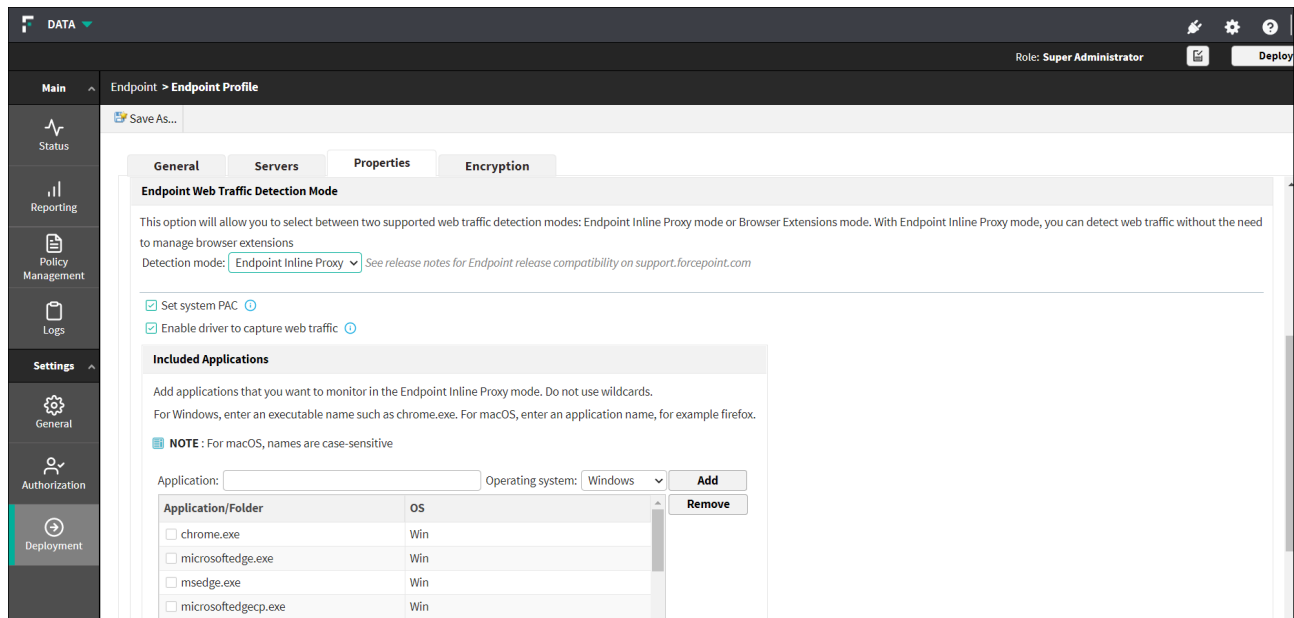 DATA
Role: Super Administrator
Deploy
Main
Endpoint > Endpoint Profile
Save As...
Status
General
Servers
Properties
Encryption
Reporting
Endpoint Web Traffic Detection Mode
This option will allow you to select between two supported web traffic detection modes: Endpoint Inline Proxy mode or Browser Extensions mode. With Endpoint Inline Proxy mode, you can detect web traffic without the need
to manage browser extensions
Detection mode: Endpoint Inline Proxy See release notes for Endpoint release compatibility on support.forcepoint.com
Policy
Management
Set system PAC
Enable driver to capture web traffic
Logs
Included Applications
Settings
Add applications that you want to monitor in the Endpoint Inline Proxy mode. Do not use wildcards.
For Windows, enter an executable name such as chrome.exe. For macOS, enter an application name, for example firefox.
General
NOTE : For macOS, names are case-sensitive
Application: Operating system: Windows Add
Authorization
Application/Folder OS Remove
chrome.exe Win
Deployment
microsoftedge.exe Win
msedge.exe Win
microsoftedgecp.exe Win